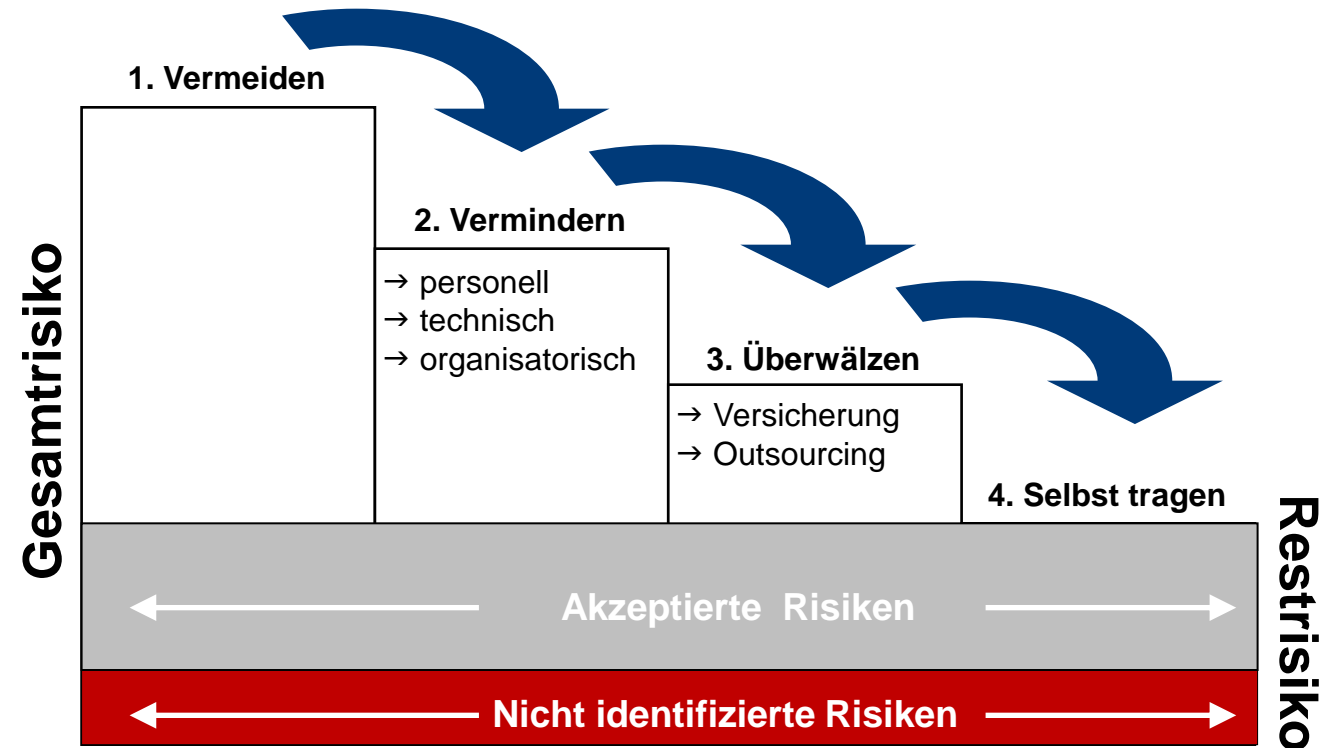 1. Vermeiden
2. Vermindern
→ personell
→ technisch
→ organisatorisch
3. Überwälzen
→ Versicherung
→ Outsourcing
4. Selbst tragen
Gesamtrisiko
Restrisiko
Akzeptierte Risiken
Nicht identifizierte Risiken